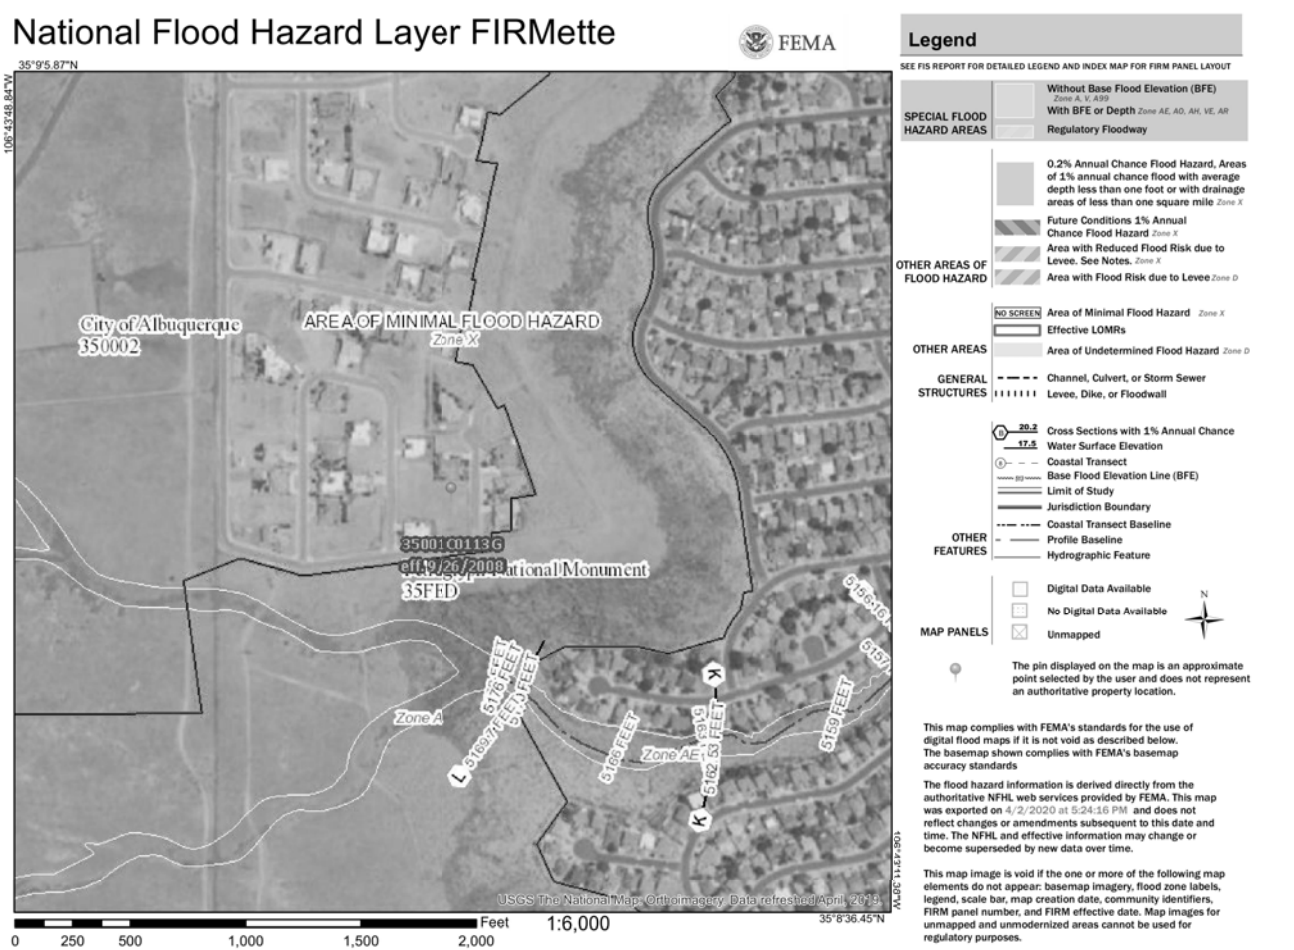 National Flood Hazard Layer FIRMette
FEMA
Legend
SEE FIS REPORT FOR DETAILED LEGEND AND INDEX MAP FOR FIRM PANEL LAYOUT
35°9'5.87"N
106°43'48.84"W
SPECIAL FLOOD
HAZARD AREAS
Without Base Flood Elevation (BFE)
Zone A, V, A99
With BFE or Depth Zone AE, AO, AH, VE, AR
Regulatory Floodway
OTHER AREAS OF
FLOOD HAZARD
0.2% Annual Chance Flood Hazard, Areas
of 1% annual chance flood with average
depth less than one foot or with drainage
areas of less than one square mile Zone X
Future Conditions 1% Annual
Chance Flood Hazard Zone X
Area with Reduced Flood Risk due to
Levee. See Notes. Zone X
Area with Flood Risk due to Levee Zone D
OTHER AREAS
NO SCREEN Area of Minimal Flood Hazard Zone X
Effective LOMRs
Area of Undetermined Flood Hazard Zone D
GENERAL
STRUCTURES
Channel, Culvert, or Storm Sewer
Levee, Dike, or Floodwall
OTHER
FEATURES
B 20.2 Cross Sections with 1% Annual Chance
17.5 Water Surface Elevation
8 Coastal Transect
513 Base Flood Elevation Line (BFE)
Limit of Study
Jurisdiction Boundary
Coastal Transect Baseline
Profile Baseline
Hydrographic Feature
MAP PANELS
Digital Data Available
No Digital Data Available
Unmapped
N
The pin displayed on the map is an approximate
point selected by the user and does not represent
an authoritative property location.
This map complies with FEMA's standards for the use of
digital flood maps if it is not void as described below.
The basemap shown complies with FEMA's basemap
accuracy standards
The flood hazard information is derived directly from the
authoritative NFHL web services provided by FEMA. This map
was exported on 4/2/2020 at 5:24:16 PM and does not
reflect changes or amendments subsequent to this date and
time. The NFHL and effective information may change or
become superseded by new data over time.
This map image is void if the one or more of the following map
elements do not appear: basemap imagery, flood zone labels,
legend, scale bar, map creation date, community identifiers,
FIRM panel number, and FIRM effective date. Map images for
unmapped and unmodernized areas cannot be used for
regulatory purposes.
City of Albuquerque
350002
AREA OF MINIMAL FLOOD HAZARD
Zone X
35001C0113G
eff. 9/26/2008
National Monument
35FED
5156.16
5157
FEET
5176 FEET
FEET
5169.7 FEET
L
Zone A
K
5163
5162.53 FEET
K
5166 FEET
Zone AE
5159 FEET
106°43'11.38"W
USGS The National Map: Orthoimagery. Data refreshed April, 2019.
35°8'36.45"N
Feet
1:6,000
0 250 500 1,000 1,500 2,000